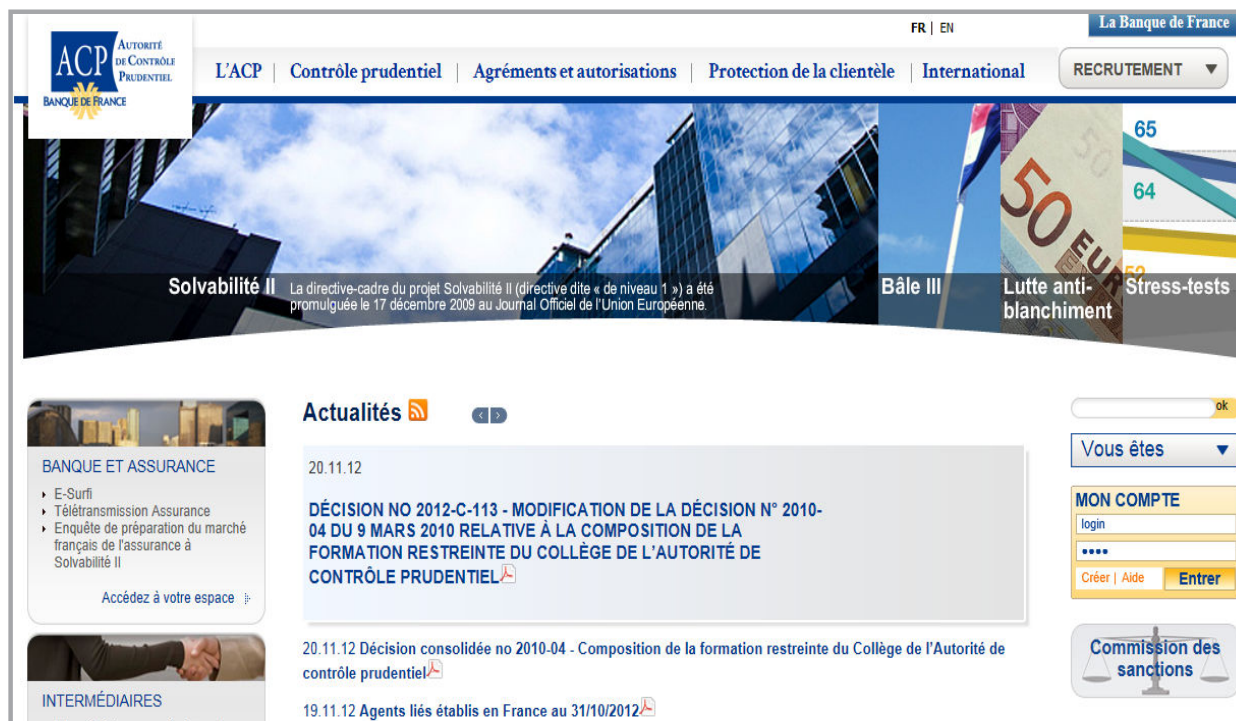 FR | EN
La Banque de France
ACP
AUTORITÉ
DE CONTRÔLE
PRUDENTIEL
BANQUE DE FRANCE
L'ACP | Contrôle prudentiel | Agréments et autorisations | Protection de la clientèle | International
RECRUTEMENT
65
64
52
50
50 EUR
Solvabilité II
La directive-cadre du projet Solvabilité II (directive dite « de niveau 1 ») a été
promulguée le 17 décembre 2009 au Journal Officiel de l'Union Européenne.
Bâle III
Lutte anti-
blanchiment
Stress-tests
BANQUE ET ASSURANCE
E-Surfi
Télétransmission Assurance
Enquête de préparation du marché
français de l'assurance à
Solvabilité II
Accédez à votre espace
INTERMÉDIAIRES
Actualités
20.11.12
DÉCISION NO 2012-C-113 - MODIFICATION DE LA DÉCISION N° 2010-
04 DU 9 MARS 2010 RELATIVE À LA COMPOSITION DE LA
FORMATION RESTREINTE DU COLLÈGE DE L'AUTORITÉ DE
CONTRÔLE PRUDENTIEL
20.11.12 Décision consolidée no 2010-04 - Composition de la formation restreinte du Collège de l'Autorité de
contrôle prudentiel
19.11.12 Agents liés établis en France au 31/10/2012
ok
Vous êtes
MON COMPTE
login
••••
Créer | Aide
Entrer
Commission des
sanctions